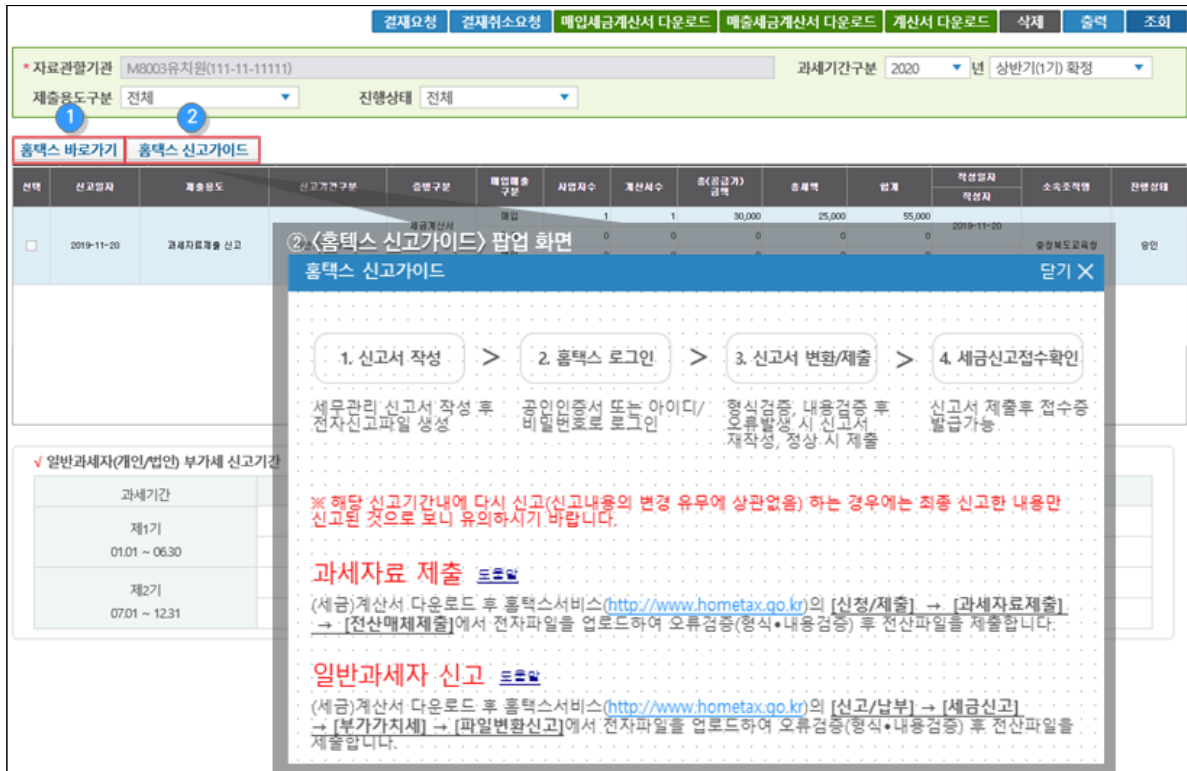 결재요청 결재취소요청 매입세금계산서 다운로드 매출세금계산서 다운로드 계산서 다운로드 삭제 출력 조회
* 자료관할기관 M8003유치원(111-11-11111) 과세기간구분 2020 년 상반기(1기) 확정
제출용도구분 전체 진행상태 전체
1 2
홈택스 바로가기 홈택스 신고가이드
선택 신고일자 제출용도 신고기간구분 증빙구분 매입매출구분 사업자수 계산서수 총(공급가)금액 총세액 합계 작성일자 소속조직명 진행상태
작성자
세금계산서 매입 1 1 30,000 25,000 55,000 2019-11-20
2019-11-20 과세자료제출 신고 0 0 0 0 0 충청북도교육청 승인
② 〈홈텍스 신고가이드〉 팝업 화면
홈택스 신고가이드 닫기 X
1. 신고서 작성 > 2. 홈택스 로그인 > 3. 신고서 변환/제출 > 4. 세금신고접수확인
세무관리 신고서 작성 후 공인인증서 또는 아이디/ 형식검증, 내용검증 후 신고서 제출후 접수증
전자신고파일 생성 비밀번호로 로그인 오류발생 시 신고서 발급가능
재작성, 정상 시 제출
※ 해당 신고기간내에 다시 신고(신고내용의 변경 유무에 상관없음) 하는 경우에는 최종 신고한 내용만
신고된 것으로 보니 유의하시기 바랍니다.
과세자료 제출 도움말
(세금)계산서 다운로드 후 홈택스서비스(http://www.hometax.go.kr)의 [신청/제출] → [과세자료제출]
→ [전산매체제출]에서 전자파일을 업로드하여 오류검증(형식•내용검증) 후 전산파일을 제출합니다.
일반과세자 신고 도움말
(세금)계산서 다운로드 후 홈택스서비스(http://www.hometax.go.kr)의 [신고/납부] → [세금신고]
→ [부가가치세] → [파일변환신고]에서 전자파일을 업로드하여 오류검증(형식•내용검증) 후 전산파일을
제출합니다.
√ 일반과세자(개인/법인) 부가세 신고기간
과세기간
제1기
01.01 ~ 06.30
제2기
07.01 ~ 12.31